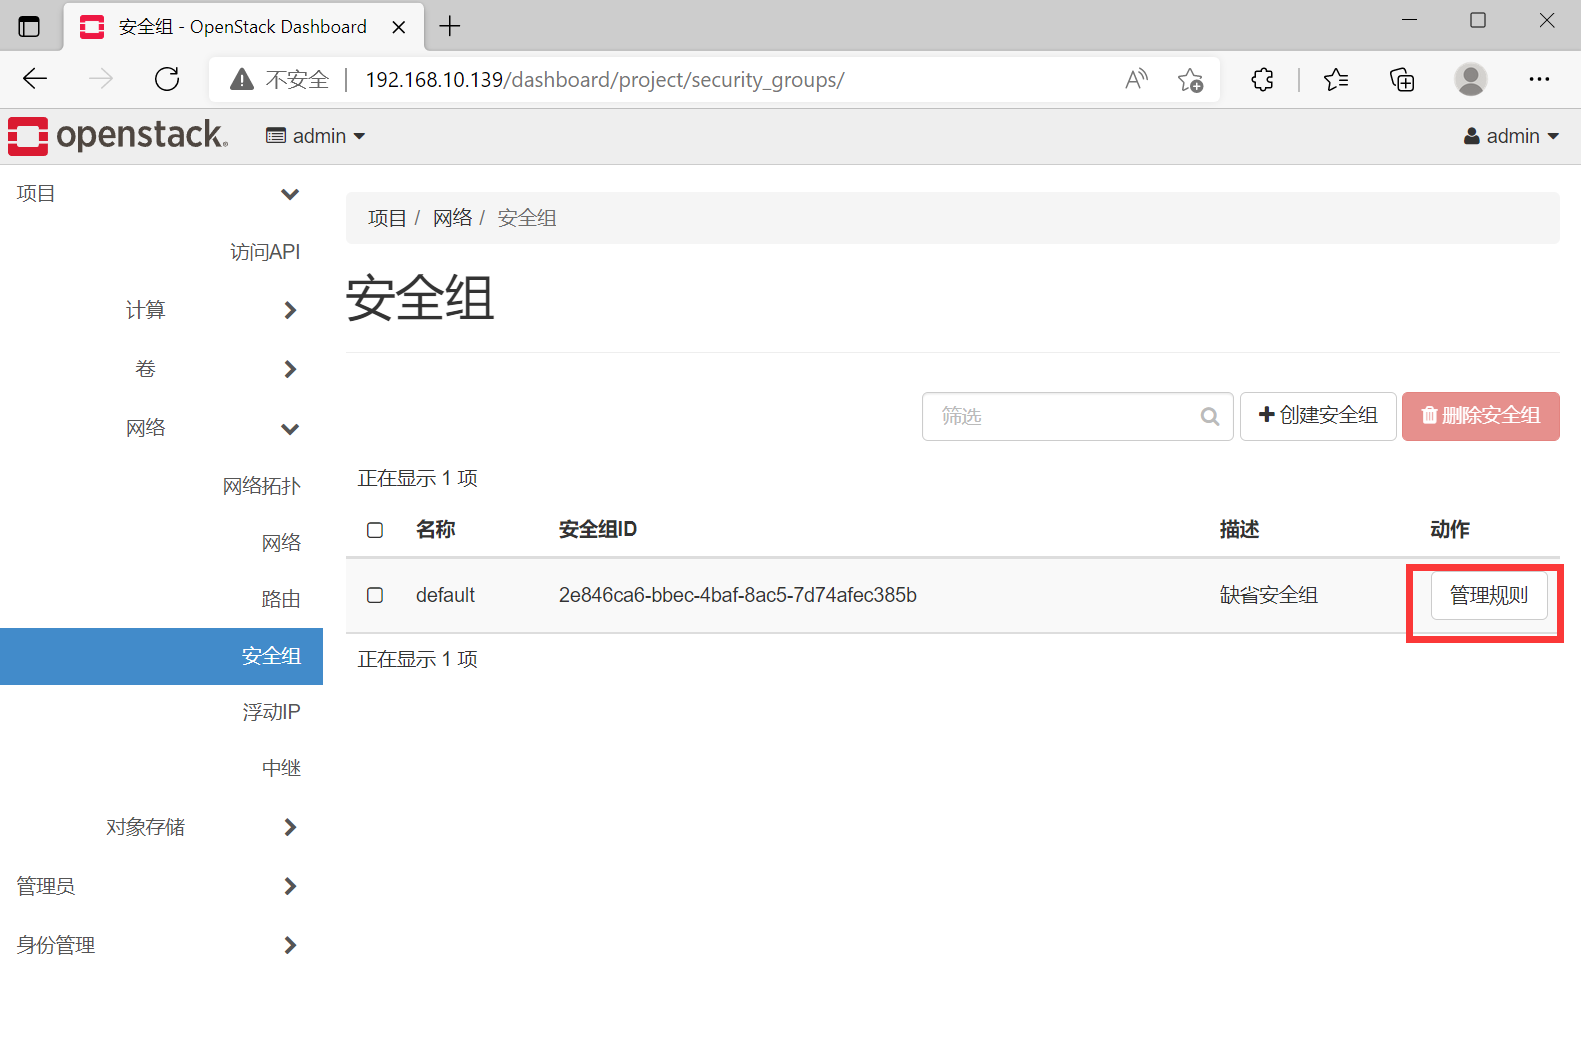 安全组 - OpenStack Dashboard
不安全 | 192.168.10.139/dashboard/project/security_groups/
openstack. admin admin
项目
访问API
计算
卷
网络
网络拓扑
网络
路由
安全组
浮动IP
中继
对象存储
管理员
身份管理
项目 / 网络 / 安全组
安全组
筛选 创建安全组 删除安全组
正在显示 1 项
名称 安全组ID 描述 动作
default 2e846ca6-bbec-4baf-8ac5-7d74afec385b 缺省安全组 管理规则
正在显示 1 项